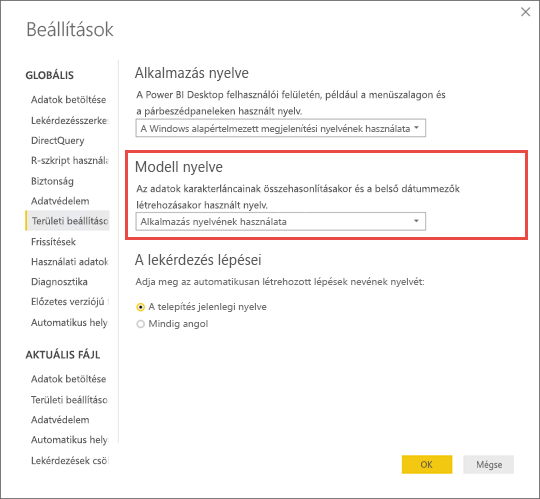 Beállítások
GLOBÁLIS
Adatok betöltése
Lekérdezésszerke
DirectQuery
R-szkript használa
Biztonság
Adatvédelem
Területi beállításo
Frissítések
Használati adatok
Diagnosztika
Előzetes verziójú
Automatikus hely
AKTUÁLIS FÁJL
Adatok betöltése
Területi beállításo
Adatvédelem
Automatikus hely
Lekérdezések csö
Alkalmazás nyelve
A Power BI Desktop felhasználói felületén, például a menüszalagon és
a párbeszédpaneleken használt nyelv.
A Windows alapértelmezett megjelenítési nyelvének használata
Modell nyelve
Az adatok karakterláncainak összehasonlításakor és a belső dátummezők
létrehozásakor használt nyelv.
Alkalmazás nyelvének használata
A lekérdezés lépései
Adja meg az automatikusan létrehozott lépések nevének nyelvét:
A telepítés jelenlegi nyelve
Mindig angol
OK
Mégse